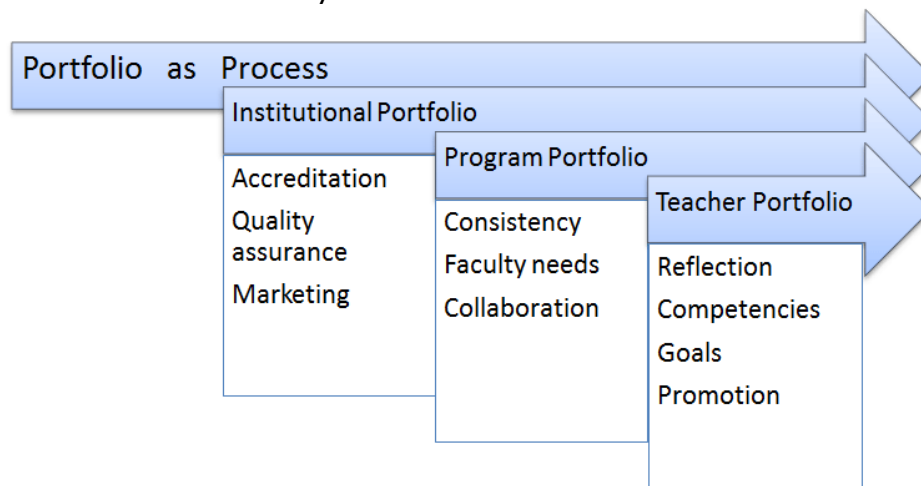 Portfolio as Process
Institutional Portfolio
Accreditation
Quality
assurance
Marketing
Program Portfolio
Consistency
Faculty needs
Collaboration
Teacher Portfolio
Reflection
Competencies
Goals
Promotion